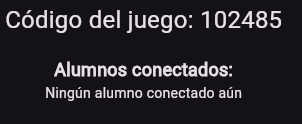 Código del juego: 102485
Alumnos conectados:
Ningún alumno conectado aún